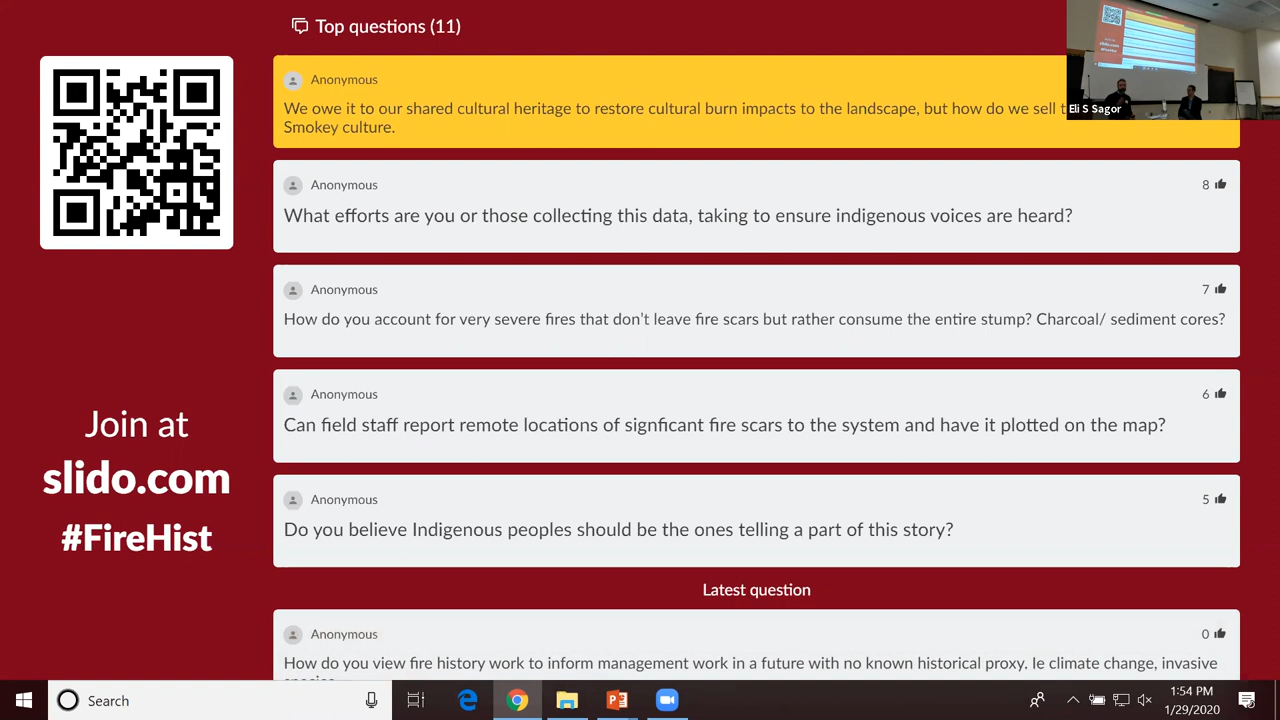 Top questions (11)
Anonymous
We owe it to our shared cultural heritage to restore cultural burn impacts to the landscape, but how do we sell
Smokey culture.
Eli S Sagor
Anonymous
8
What efforts are you or those collecting this data, taking to ensure indigenous voices are heard?
Anonymous
7
How do you account for very severe fires that don't leave fire scars but rather consume the entire stump? Charcoal/ sediment cores?
Anonymous
6
Can field staff report remote locations of signficant fire scars to the system and have it plotted on the map?
Anonymous
5
Do you believe Indigenous peoples should be the ones telling a part of this story?
Join at
slido.com
#FireHist
Latest question
Anonymous
0
How do you view fire history work to inform management work in a future with no known historical proxy. Ie climate change, invasive
Search
1:54 PM
1/29/2020